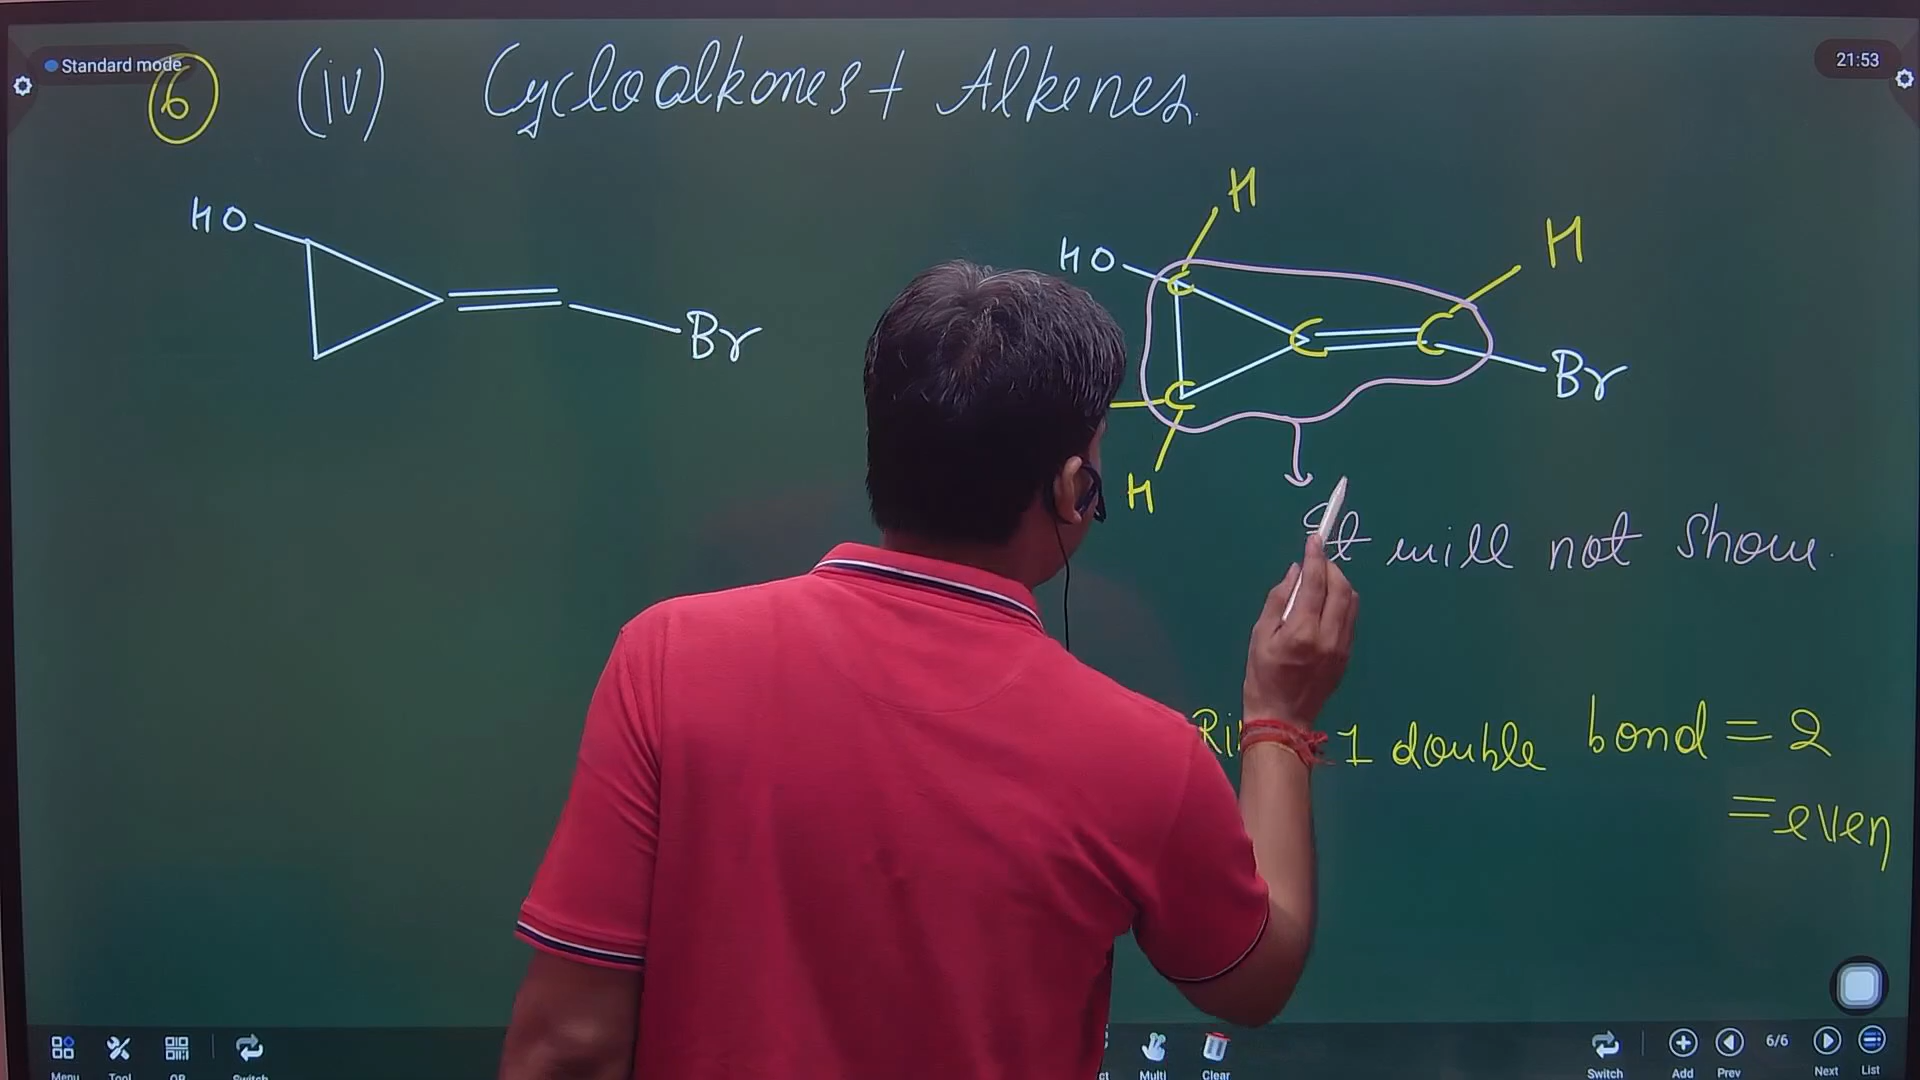 Standard mode
21:53
6 (iv) Cycloalkanes + Alkenes.
HO
Br
H
H
HO
C
C
C
Br
C
H
It will not show.
1 double bond = 2
= even
Menu Tool QR Switch Multi Clear Switch Add Prev 6/6 Next List